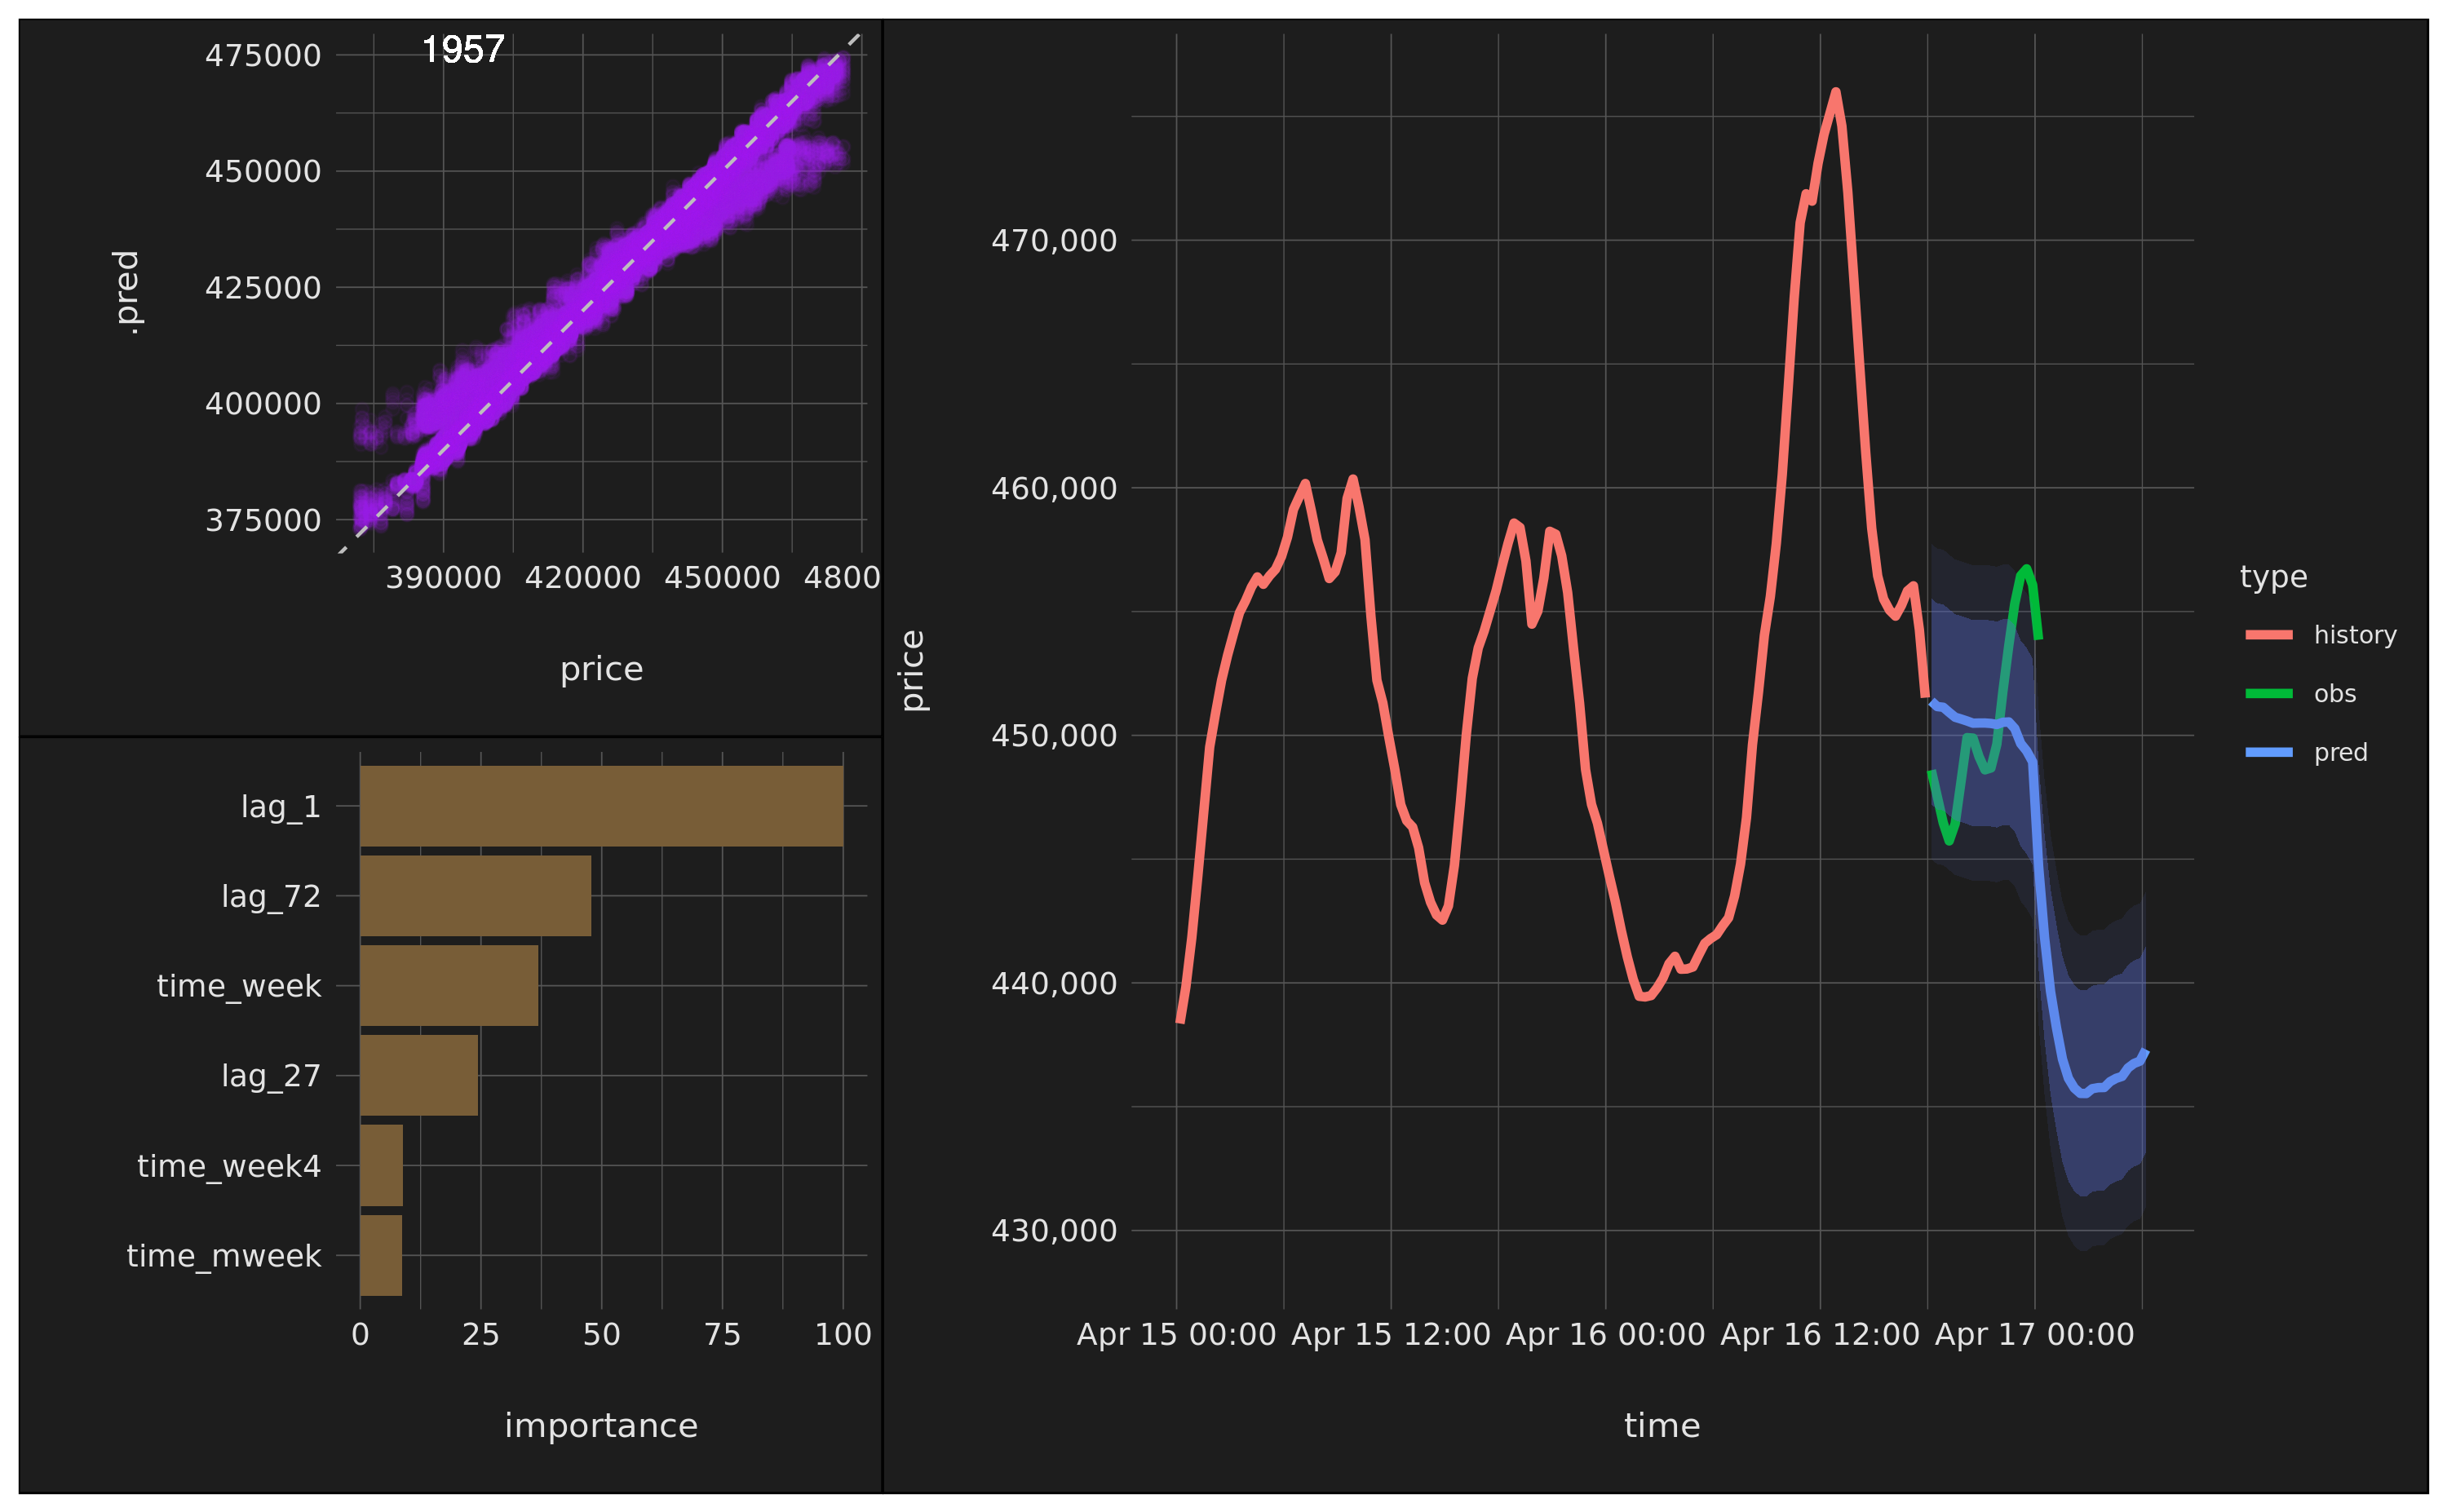 1957
475000
450000
425000
400000
375000
.pred
390000 420000 450000 4800
price
lag_1
lag_72
time_week
lag_27
time_week4
time_mweek
0 25 50 75 100
importance
470,000
460,000
450,000
440,000
430,000
price
Apr 15 00:00 Apr 15 12:00 Apr 16 00:00 Apr 16 12:00 Apr 17 00:00
time
type
history
obs
pred